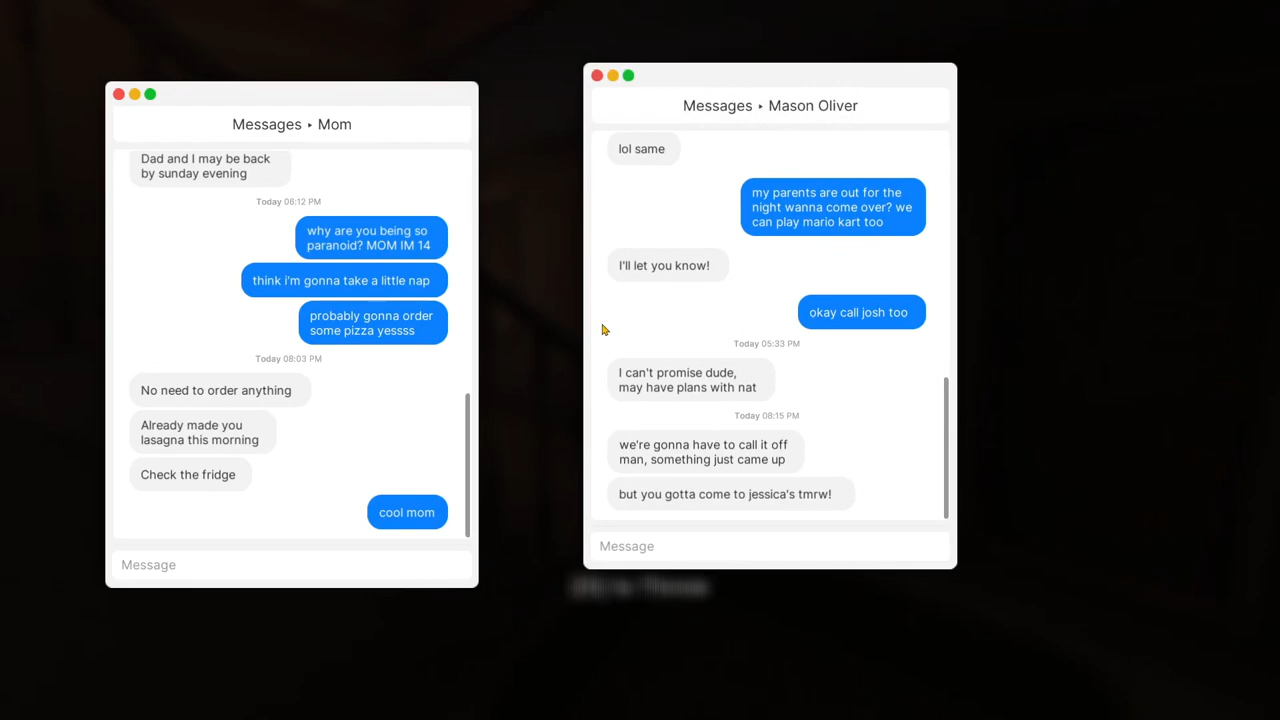 Messages ▸ Mom
Dad and I may be back
by sunday evening
Today 06:12 PM
why are you being so
paranoid? MOM IM 14
think i'm gonna take a little nap
probably gonna order
some pizza yessss
Today 08:03 PM
No need to order anything
Already made you
lasagna this morning
Check the fridge
cool mom
Message
Messages ▸ Mason Oliver
lol same
my parents are out for the
night wanna come over? we
can play mario kart too
I'll let you know!
okay call josh too
Today 05:33 PM
I can't promise dude,
may have plans with nat
Today 08:15 PM
we're gonna have to call it off
man, something just came up
but you gotta come to jessica's tmrw!
Message